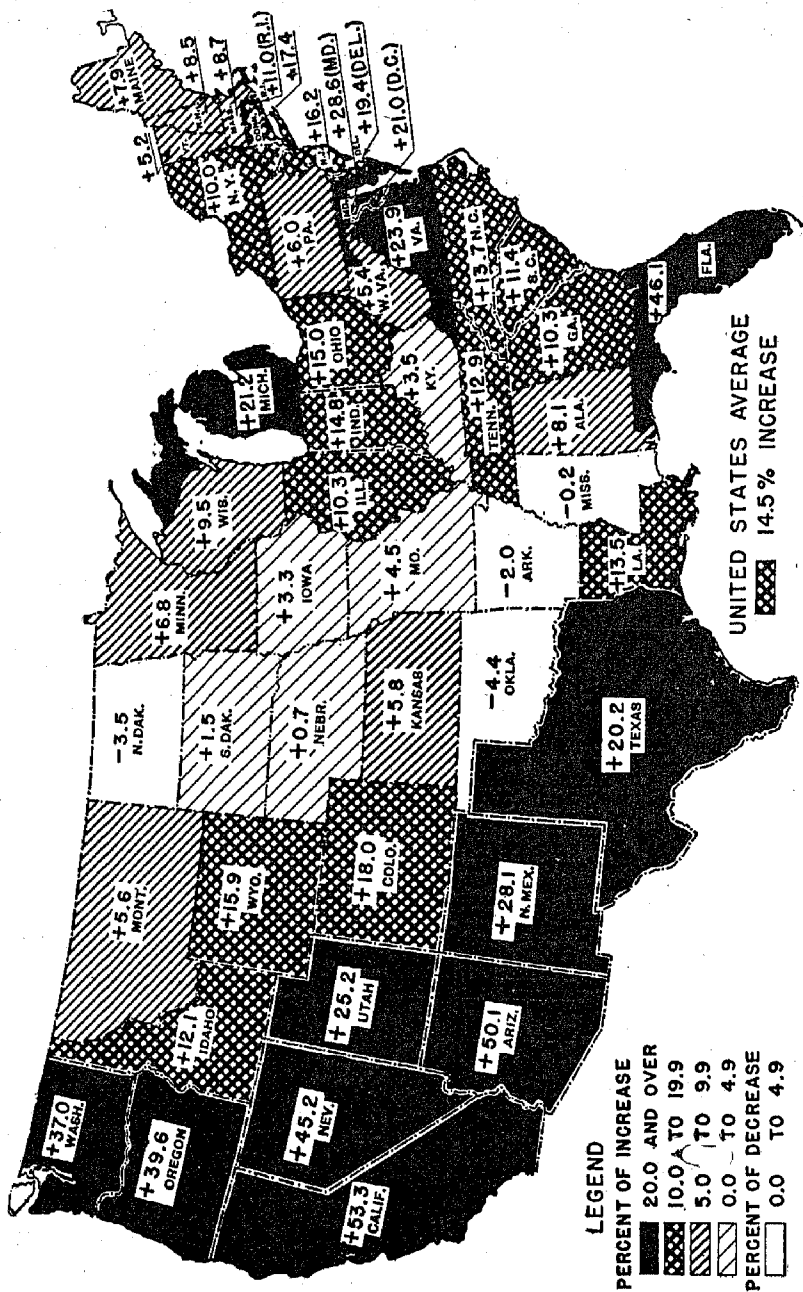 +37.0
WASH.
+39.6
OREGON
+53.3
CALIF.
+45.2
NEV.
+12.1
IDAHO
+5.6
MONT.
+15.9
WYO.
+25.2
UTAH
+18.0
COLO.
+50.1
ARIZ.
+28.1
N. MEX.
-3.5
N. DAK.
+1.5
S. DAK.
+0.7
NEBR.
+5.8
KANSAS
-4.4
OKLA.
+20.2
TEXAS
+6.8
MINN.
+3.3
IOWA
+4.5
MO.
-2.0
ARK.
+13.5
LA.
+9.5
WIS.
+10.3
ILL.
+21.2
MICH.
+14.8
IND.
+15.0
OHIO
+3.5
KY.
+12.9
TENN.
-0.2
MISS.
+8.1
ALA.
+10.3
GA.
+46.1
FLA.
+11.4
S.C.
+13.7 N.C.
+23.9
VA.
+5.4
W. VA.
+6.0
PA.
+10.0
N.Y.
+5.2
VT.
+7.9
MAINE
+8.5
N.H.
+8.7
MASS.
+11.0 (R.I.)
+17.4
CONN.
+16.2
N.J.
+28.6 (MD.)
MD.
+19.4 (DEL.)
DEL.
+21.0 (D.C.)
LEGEND
PERCENT OF INCREASE
20.0 AND OVER
10.0 TO 19.9
5.0 TO 9.9
0.0 TO 4.9
PERCENT OF DECREASE
0.0 TO 4.9
UNITED STATES AVERAGE
14.5% INCREASE